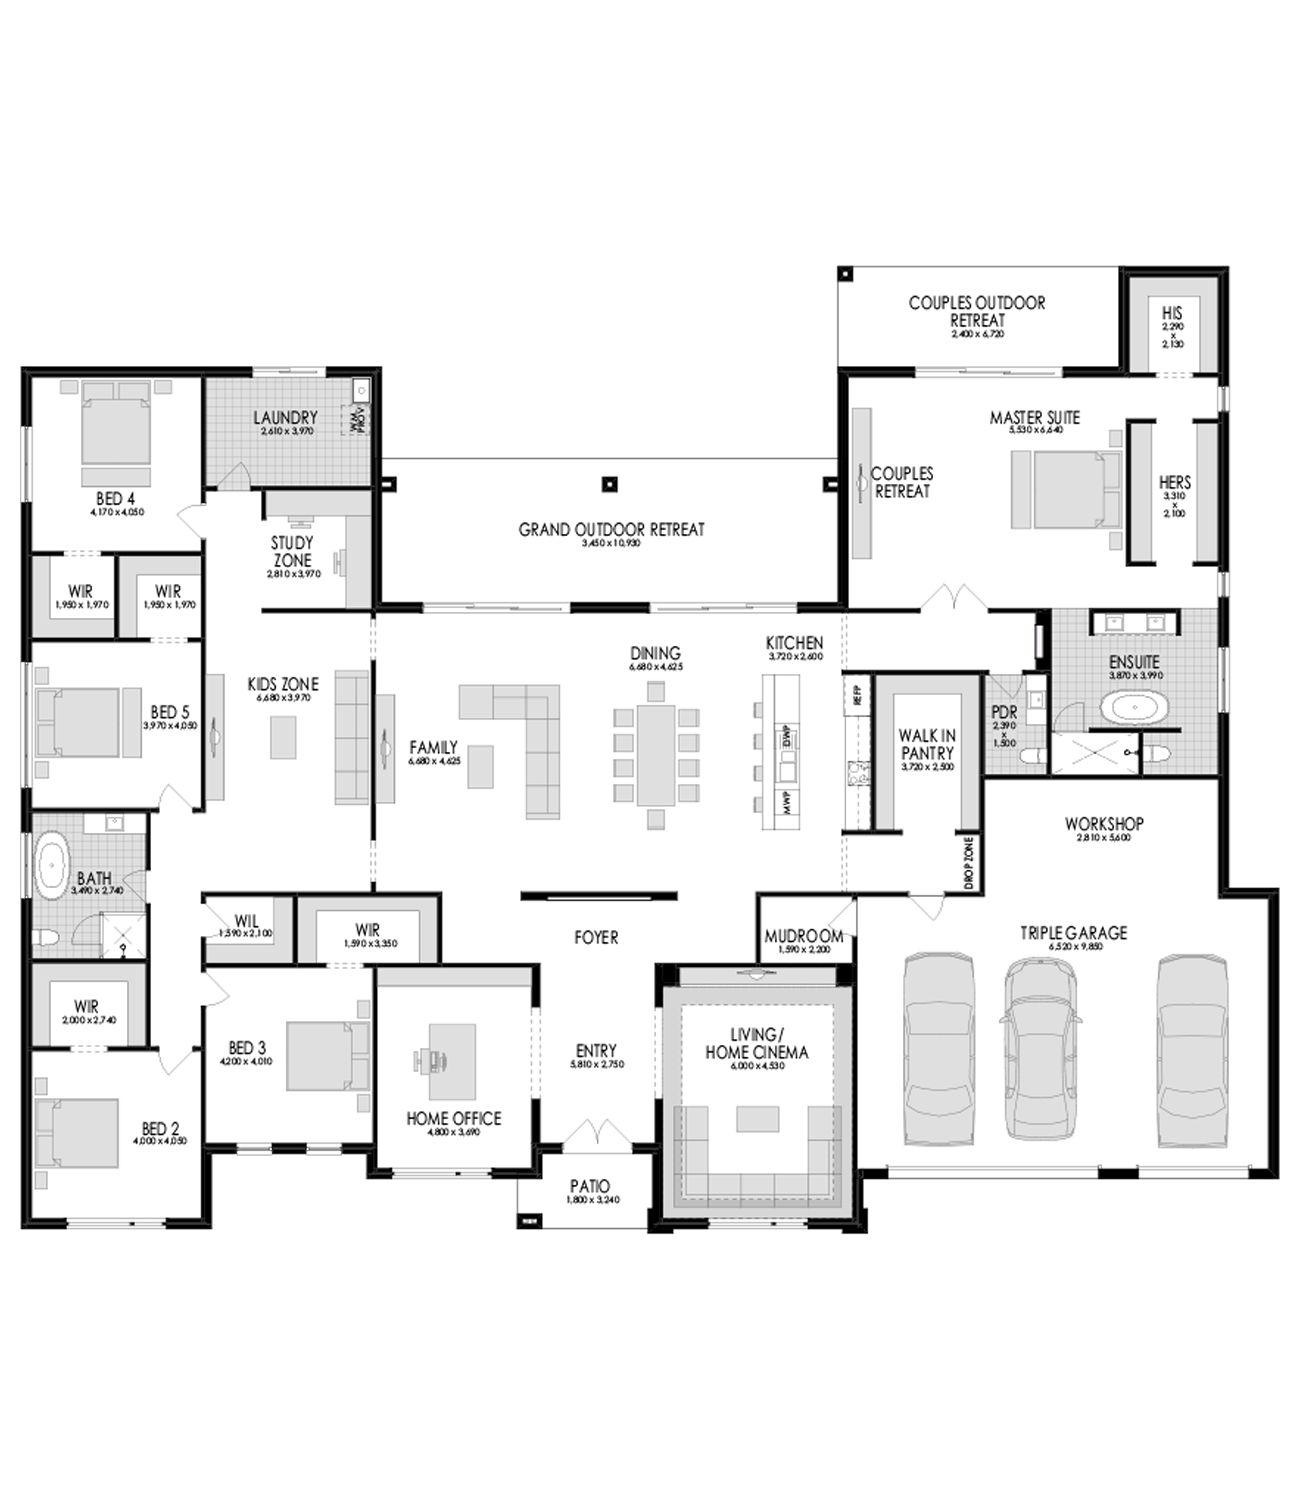 COUPLES OUTDOOR
RETREAT
2,400 x 6,720
HIS
2,290
x
2,130
LAUNDRY
2,610 x 3,970
WM
PROV
MASTER SUITE
5,530 x 6,640
COUPLES
RETREAT
HERS
3,310
x
2,100
BED 4
4,170 x 4,050
GRAND OUTDOOR RETREAT
3,450 x 10,930
STUDY
ZONE
2,810 x 3,970
WIR
1,950 x 1,970
WIR
1,950 x 1,970
DINING
6,680 x 4,625
KITCHEN
3,720 x 2,600
ENSUITE
3,870 x 3,990
KIDS ZONE
6,680 x 3,970
REFP
BED 5
3,970 x 4,050
PDR
2,390
x
1,500
FAMILY
6,680 x 4,625
DWP
WALK IN
PANTRY
3,720 x 2,500
MWP
WORKSHOP
2,810 x 5,600
DROP ZONE
BATH
3,490 x 2,740
WIL
1,590 x 2,100
WIR
1,590 x 3,350
FOYER
MUDROOM
1,590 x 2,200
TRIPLE GARAGE
6,520 x 9,850
WIR
2,000 x 2,740
BED 3
4,200 x 4,010
ENTRY
5,810 x 2,750
LIVING/
HOME CINEMA
6,000 x 4,530
HOME OFFICE
4,800 x 3,690
BED 2
4,000 x 4,050
PATIO
1,800 x 3,240